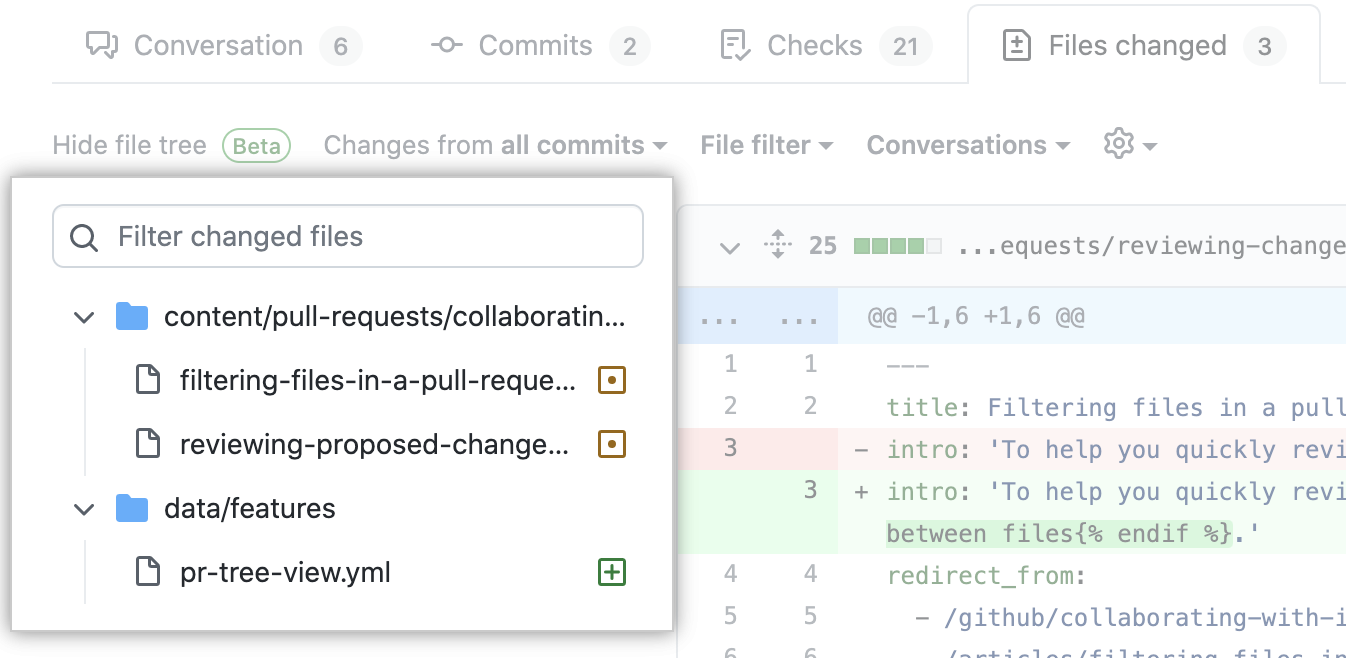 Conversation 6 Commits 2 Checks 21 Files changed 3
Hide file tree Beta Changes from all commits File filter Conversations
Filter changed files
content/pull-requests/collaboratin...
filtering-files-in-a-pull-reque...
reviewing-proposed-change...
data/features
pr-tree-view.yml
25 ...equests/reviewing-change
... ... @@ -1,6 +1,6 @@
1 1 ---
2 2 title: Filtering files in a pull
3 - intro: 'To help you quickly revi
3 + intro: 'To help you quickly revi
between files{% endif %}.'
4 4 redirect_from:
5 5 - /github/collaborating-with-i
6 6 /articles/filtering-files-in